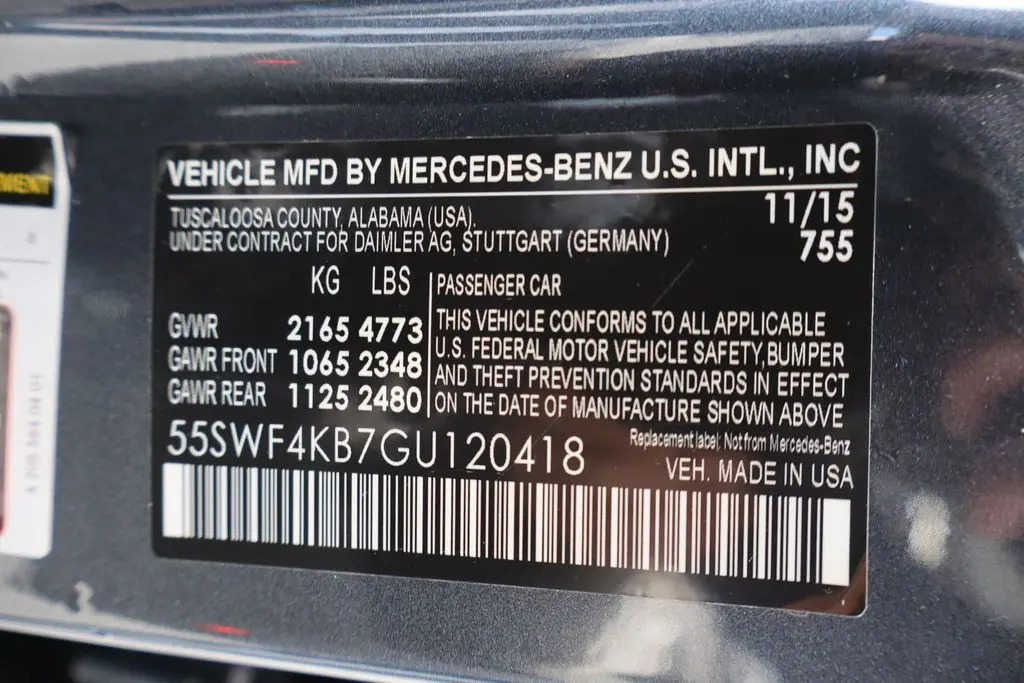 VEHICLE MFD BY MERCEDES-BENZ U.S. INTL., INC
TUSCALOOSA COUNTY, ALABAMA (USA),
11/15
UNDER CONTRACT FOR DAIMLER AG, STUTTGART (GERMANY)
755
KG LBS
GVWR 2165 4773
GAWR FRONT 1065 2348
GAWR REAR 1125 2480
PASSENGER CAR
THIS VEHICLE CONFORMS TO ALL APPLICABLE
U.S. FEDERAL MOTOR VEHICLE SAFETY, BUMPER
AND THEFT PREVENTION STANDARDS IN EFFECT
ON THE DATE OF MANUFACTURE SHOWN ABOVE
55SWF4KB7GU120418
Replacement label; Not from Mercedes-Benz
VEH. MADE IN USA